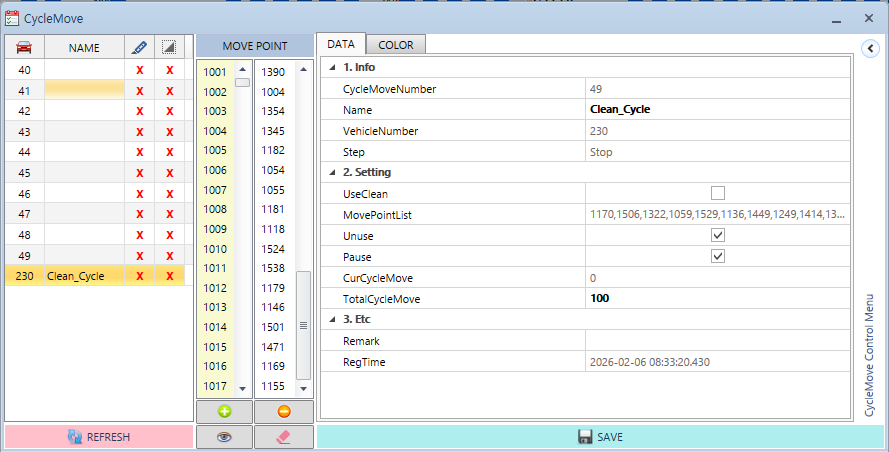 CycleMove
NAME
40 X X
41 X X
42 X X
43 X X
44 X X
45 X X
46 X X
47 X X
48 X X
49 X X
230 Clean_Cycle X X
REFRESH
MOVE POINT
1001 1390
1002 1004
1003 1354
1004 1345
1005 1182
1006 1054
1007 1055
1008 1181
1009 1118
1010 1524
1011 1538
1012 1179
1013 1146
1014 1501
1015 1471
1016 1169
1017 1155
DATA COLOR
1. Info
CycleMoveNumber 49
Name Clean_Cycle
VehicleNumber 230
Step Stop
2. Setting
UseClean
MovePointList 1170,1506,1322,1059,1529,1136,1449,1249,1414,13...
Unuse
Pause
CurCycleMove 0
TotalCycleMove 100
3. Etc
Remark
RegTime 2026-02-06 08:33:20.430
SAVE
CycleMove Control Menu